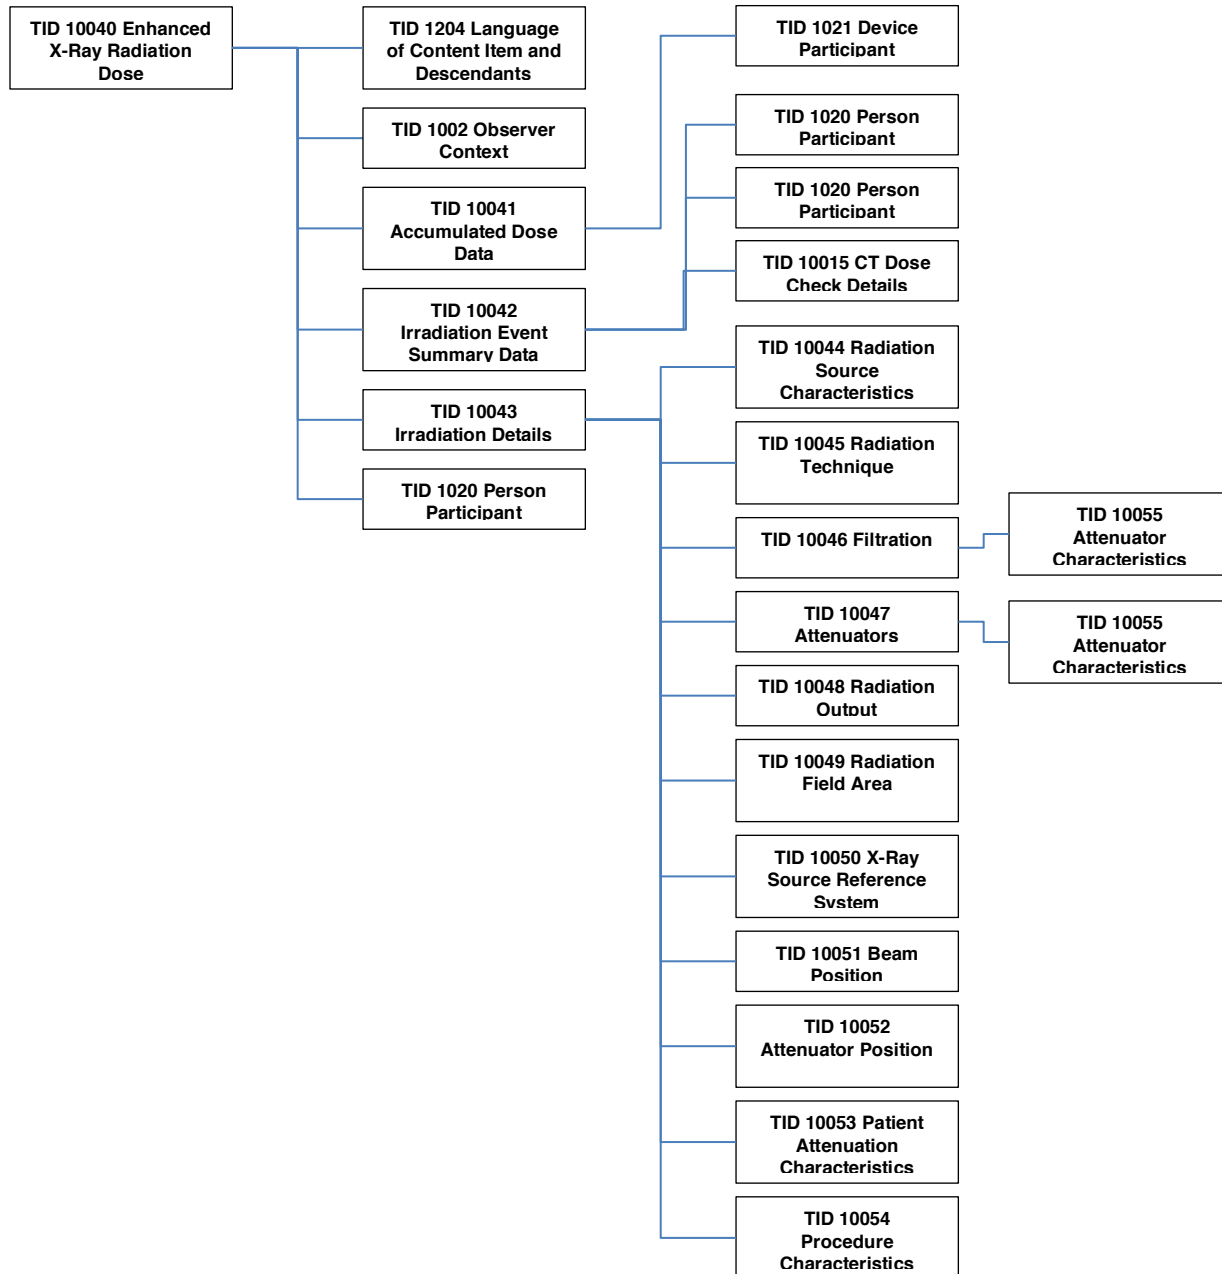 TID 10040 Enhanced
X-Ray Radiation
Dose
TID 1204 Language
of Content Item and
Descendants
TID 1002 Observer
Context
TID 10041
Accumulated Dose
Data
TID 10042
Irradiation Event
Summary Data
TID 10043
Irradiation Details
TID 1020 Person
Participant
TID 1021 Device
Participant
TID 1020 Person
Participant
TID 1020 Person
Participant
TID 10015 CT Dose
Check Details
TID 10044 Radiation
Source
Characteristics
TID 10045 Radiation
Technique
TID 10046 Filtration
TID 10047
Attenuators
TID 10048 Radiation
Output
TID 10049 Radiation
Field Area
TID 10050 X-Ray
Source Reference
System
TID 10051 Beam
Position
TID 10052
Attenuator Position
TID 10053 Patient
Attenuation
Characteristics
TID 10054
Procedure
Characteristics
TID 10055
Attenuator
Characteristics
TID 10055
Attenuator
Characteristics